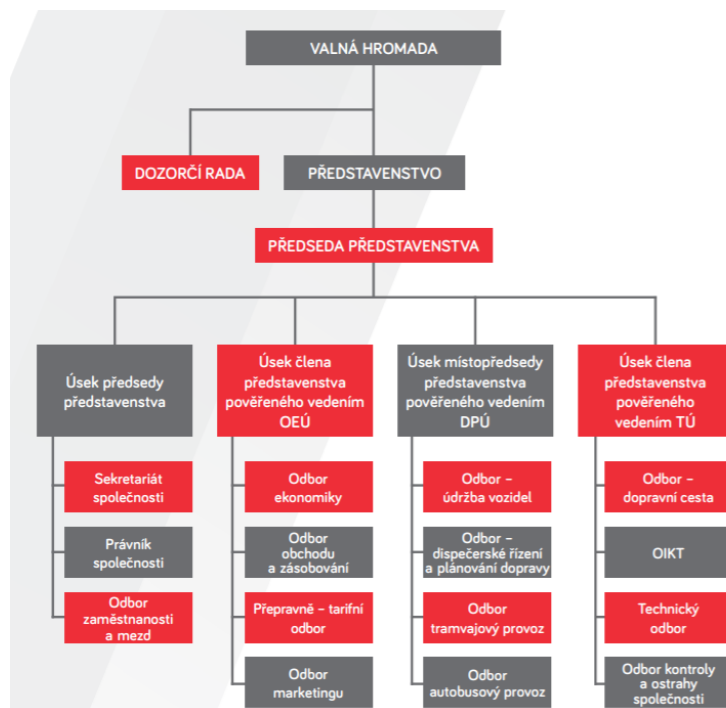 VALNÁ HROMADA
DOZORČÍ RADA
PŘEDSTAVENSTVO
PŘEDSEDA PŘEDSTAVENSTVA
Úsek předsedy
představenstva
Úsek člena
představenstva
pověřeného vedením
OEÚ
Úsek místopředsedy
představenstva
pověřeného vedením
DPÚ
Úsek člena
představenstva
pověřeného
vedením TÚ
Sekretariát
společnosti
Právník
společnosti
Odbor
zaměstnanosti
a mezd
Odbor
ekonomiky
Odbor
obchodu
a zásobování
Přepravně – tarifní
odbor
Odbor
marketingu
Odbor –
údržba vozidel
Odbor –
dispečerské řízení
a plánování dopravy
Odbor
tramvajový provoz
Odbor
autobusový provoz
Odbor –
dopravní cesta
OIKT
Technický
odbor
Odbor kontroly
a ostrahy
společnosti